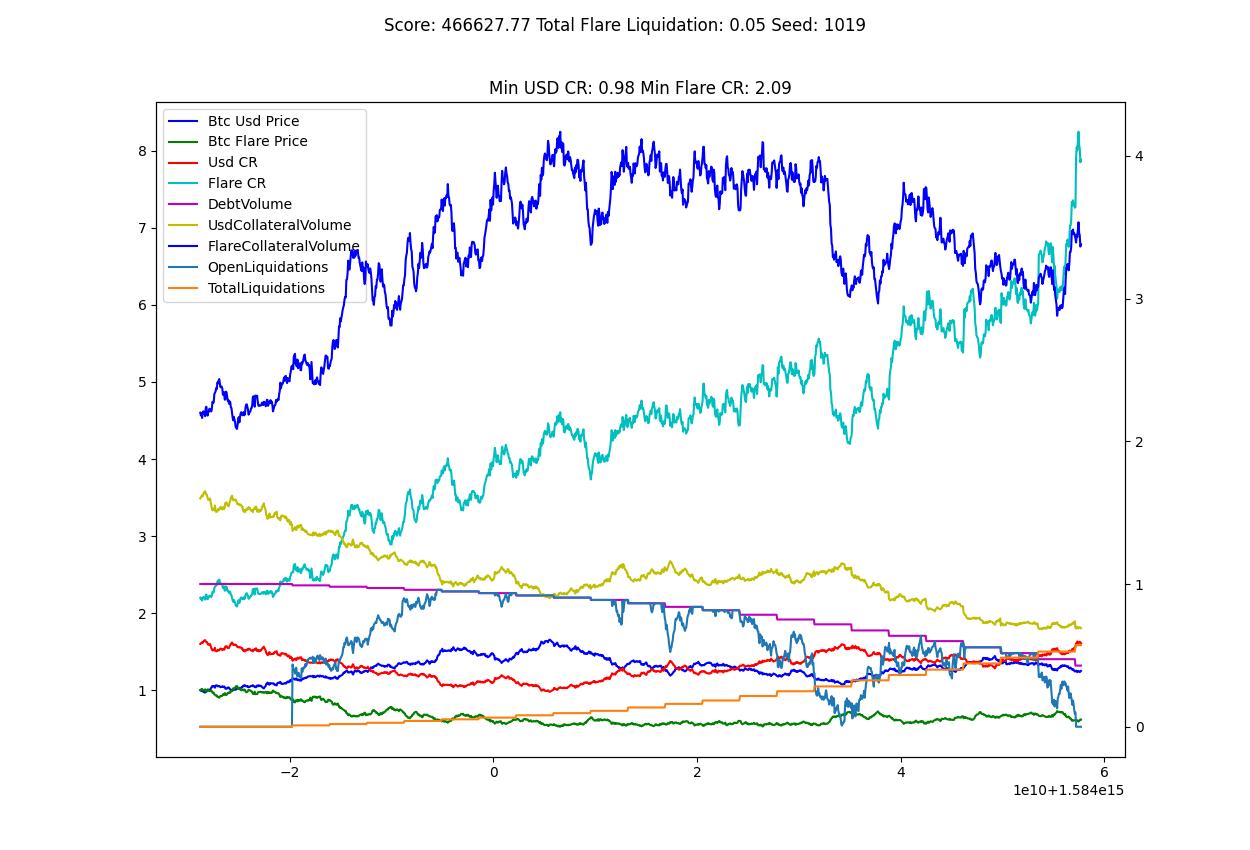 Score: 466627.77 Total Flare Liquidation: 0.05 Seed: 1019
Min USD CR: 0.98 Min Flare CR: 2.09
Btc Usd Price
Btc Flare Price
Usd CR
Flare CR
DebtVolume
UsdCollateralVolume
FlareCollateralVolume
OpenLiquidations
TotalLiquidations
8
7
6
5
4
3
2
1
4
3
2
1
0
−2
0
2
4
6
1e10+1.584e15